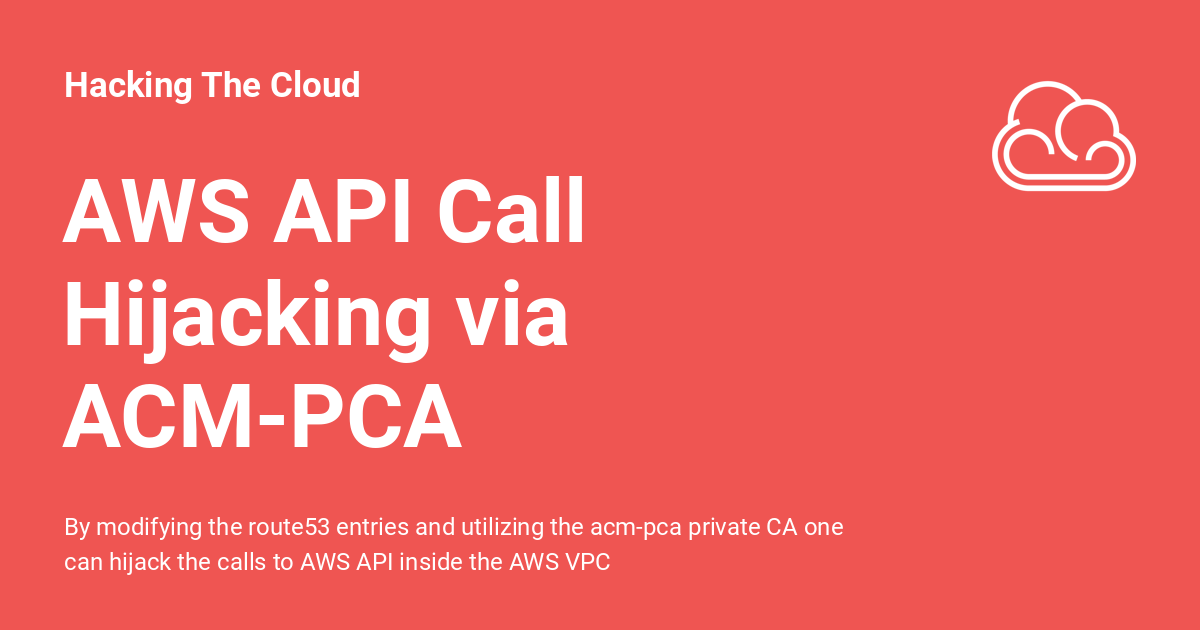 Hacking The Cloud
AWS API Call
Hijacking via
ACM-PCA
By modifying the route53 entries and utilizing the acm-pca private CA one
can hijack the calls to AWS API inside the AWS VPC